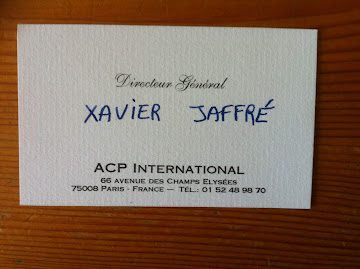 Directeur Général
XAViER JAFFRÉ
ACP INTERNATIONAL
66 AVENUE DES CHAMPS ELYSÉES
75008 PARIS - FRANCE — TÉL.: 01 52 48 98 70